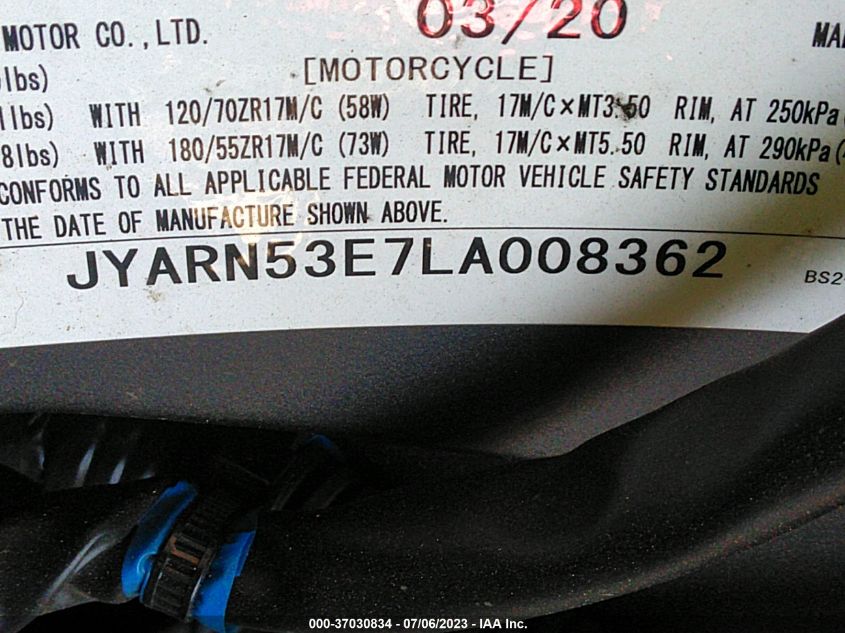 03/20
MOTOR CO.,LTD.
lbs)
[MOTORCYCLE]
lbs) WITH 120/70ZR17M/C (58W) TIRE, 17M/C×MT3.50 RIM, AT 250kPa(
8lbs) WITH 180/55ZR17M/C (73W) TIRE, 17M/C×MT5.50 RIM, AT 290kPa(
CONFORMS TO ALL APPLICABLE FEDERAL MOTOR VEHICLE SAFETY STANDARDS
THE DATE OF MANUFACTURE SHOWN ABOVE.
JYARN53E7LA008362
BS2
000-37030834 - 07/06/2023 - IAA Inc.